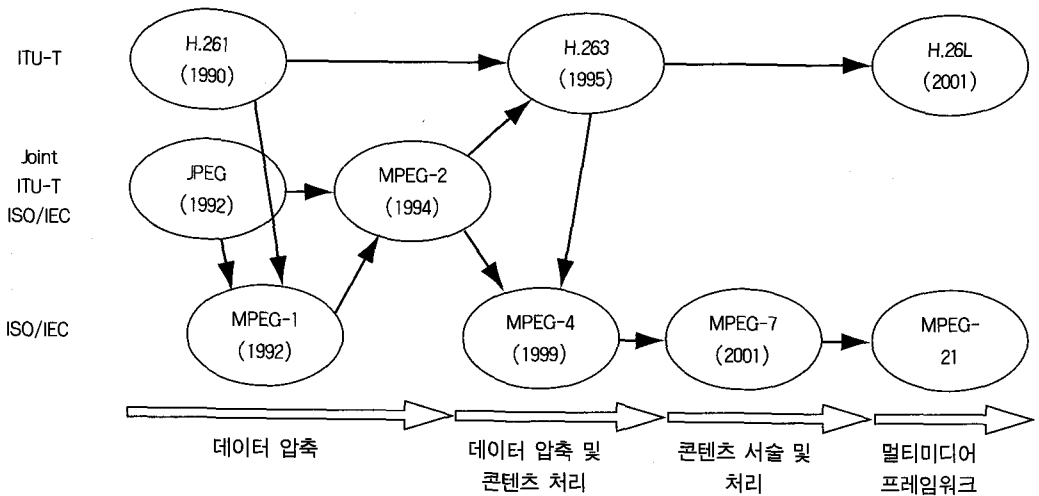 ITU-T
H.261
(1990)
H.263
(1995)
H.26L
(2001)
Joint
ITU-T
ISO/IEC
JPEG
(1992)
MPEG-2
(1994)
ISO/IEC
MPEG-1
(1992)
MPEG-4
(1999)
MPEG-7
(2001)
MPEG-
21
데이터 압축
데이터 압축 및
콘텐츠 처리
콘텐츠 서술 및
처리
멀티미디어
프레임워크